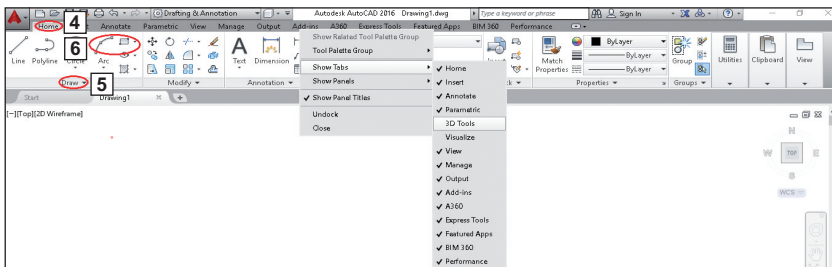 Drafting & Annotation
Autodesk AutoCAD 2016 Drawing1.dwg
Type a keyword or phrase
Sign In
4
Home
Annotate
Parametric
View
Manage
Output
Add-ins
A360
Express Tools
Featured Apps
BIM 360
Performance
6
Line
Polyline
Circle
Arc
Text
Dimension
Match
Properties
ByLayer
ByLayer
ByLayer
Group
Utilities
Clipboard
View
Draw
5
Modify
Annotation
Properties
Groups
Show Related Tool Palette Group
Tool Palette Group
Show Tabs
Show Panels
Show Panel Titles
Undock
Close
Home
Insert
Annotate
Parametric
3D Tools
Visualize
View
Manage
Output
Add-ins
A360
Express Tools
Featured Apps
BIM 360
Performance
Start
Drawing1
[-][Top][2D Wireframe]
N
W
TOP
E
S
WCS